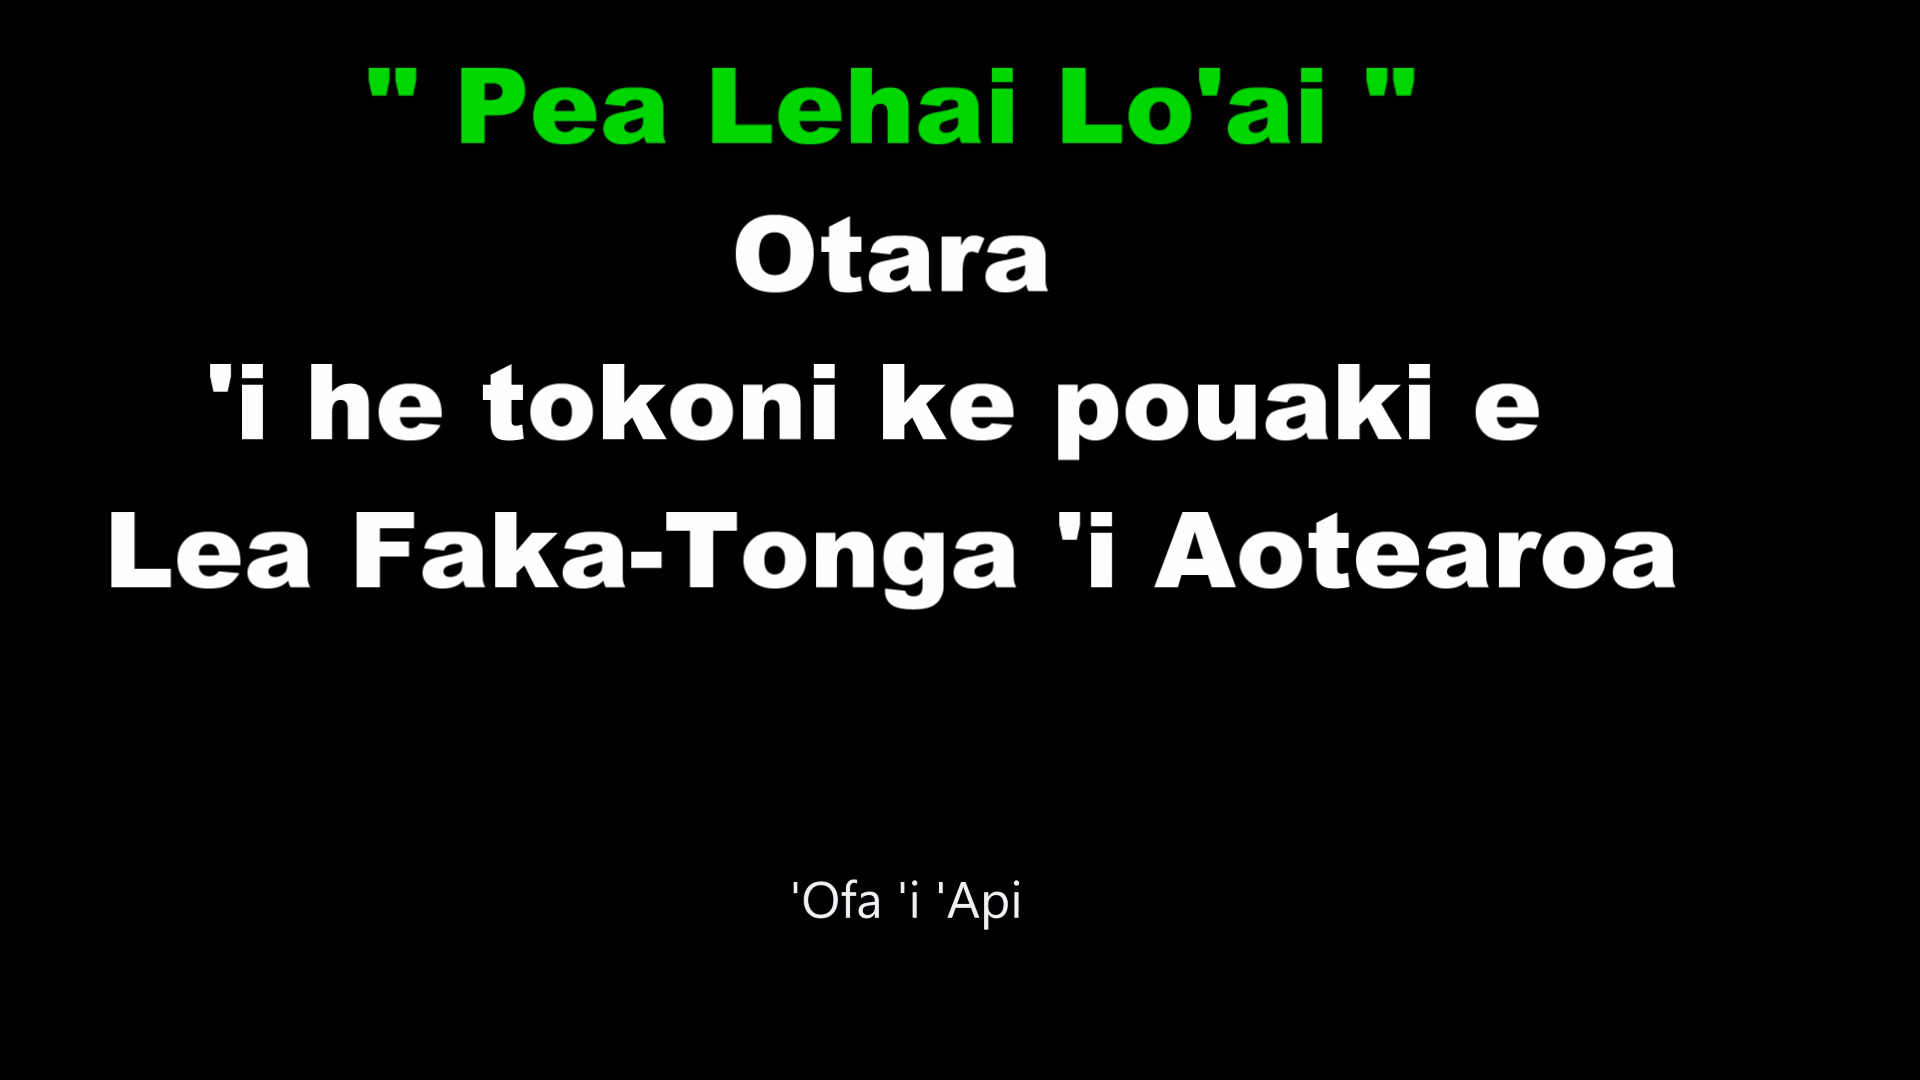 " Pea Lehai Lo'ai "
Otara
'i he tokoni ke pouaki e
Lea Faka-Tonga 'i Aotearoa
'Ofa 'i 'Api